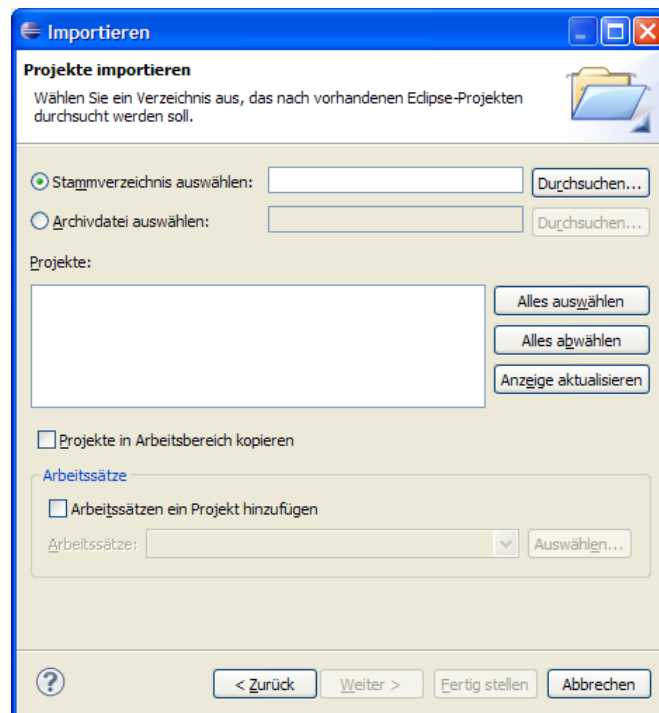 Importieren
Projekte importieren
Wählen Sie ein Verzeichnis aus, das nach vorhandenen Eclipse-Projekten
durchsucht werden soll.
Stammverzeichnis auswählen: Durchsuchen...
Archivdatei auswählen: Durchsuchen...
Projekte:
Alles auswählen
Alles abwählen
Anzeige aktualisieren
Projekte in Arbeitsbereich kopieren
Arbeitssätze
Arbeitssätzen ein Projekt hinzufügen
Arbeitssätze: Auswählen...
? < Zurück Weiter > Fertig stellen Abbrechen